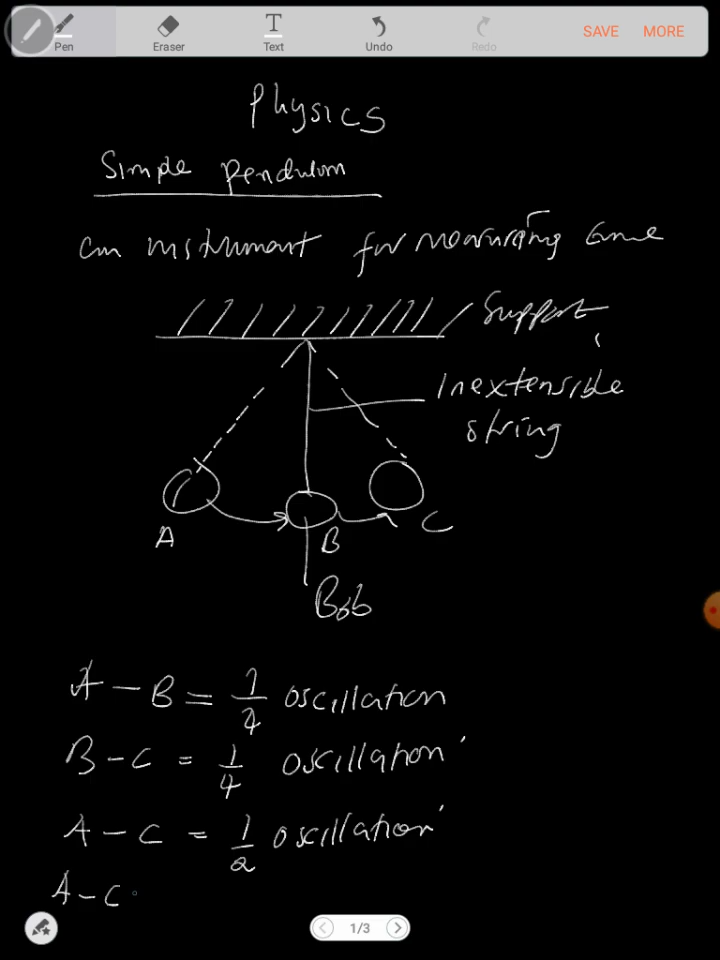 Pen Eraser Text Undo Redo SAVE MORE
Physics
Simple pendulum
an instrument for measuring time
Support
Inextensible
string
A B C
Bob
A - B = 1/4 oscillation
B - C = 1/4 oscillation
A - C = 1/2 oscillation
A - C
1/3